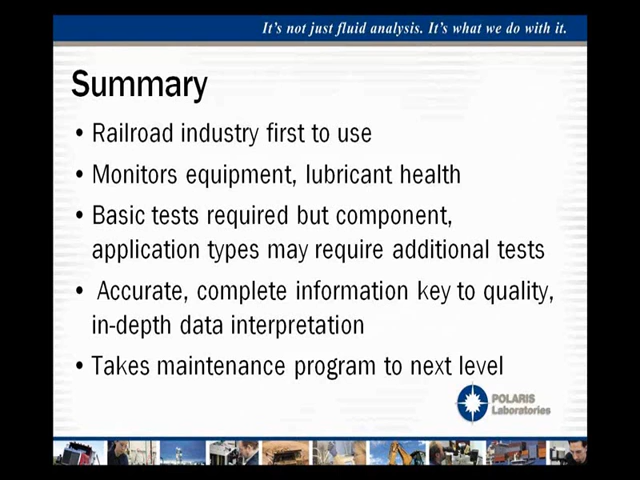 It's not just fluid analysis. It's what we do with it.
Summary
• Railroad industry first to use
• Monitors equipment, lubricant health
• Basic tests required but component,
application types may require additional tests
• Accurate, complete information key to quality,
in-depth data interpretation
• Takes maintenance program to next level
POLARIS
Laboratories